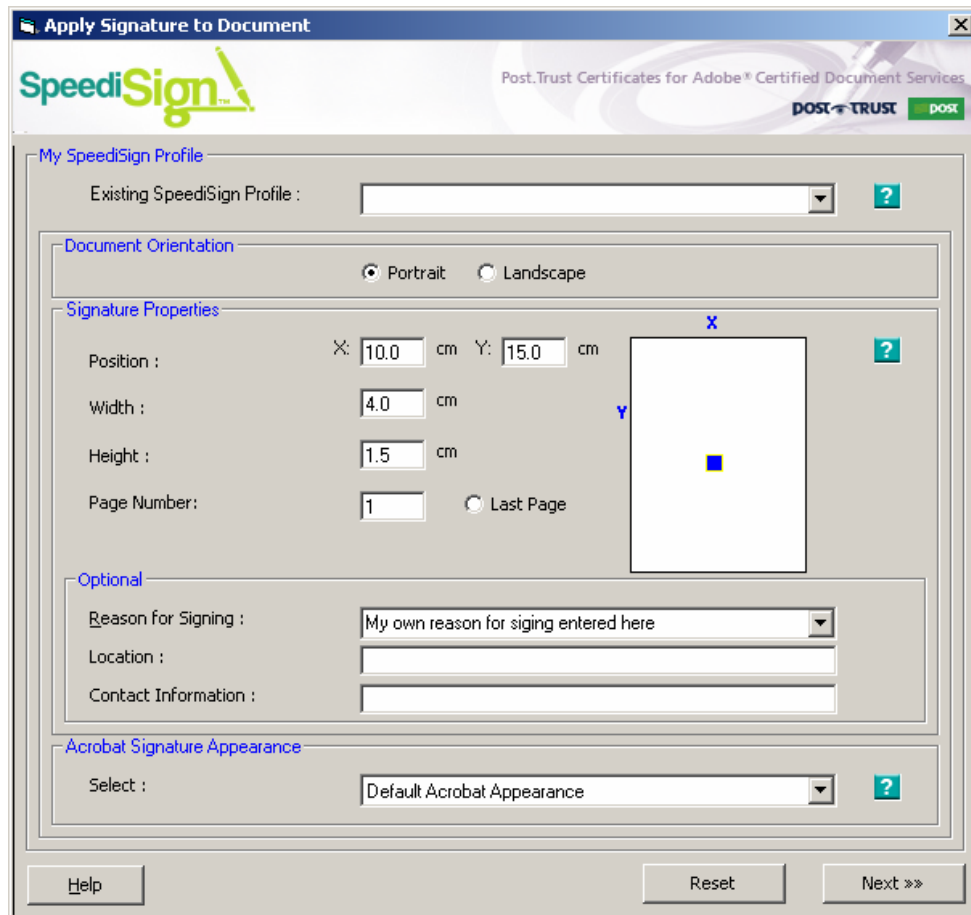 Apply Signature to Document
SpeediSign™
Post.Trust Certificates for Adobe® Certified Document Services
POST TRUST post
My SpeediSign Profile
Existing SpeediSign Profile : ?
Document Orientation
Portrait Landscape
Signature Properties
X
Position : X: 10.0 cm Y: 15.0 cm ?
Width : 4.0 cm Y
Height : 1.5 cm
Page Number: 1 Last Page
Optional
Reason for Signing : My own reason for siging entered here
Location :
Contact Information :
Acrobat Signature Appearance
Select : Default Acrobat Appearance ?
Help Reset Next »»